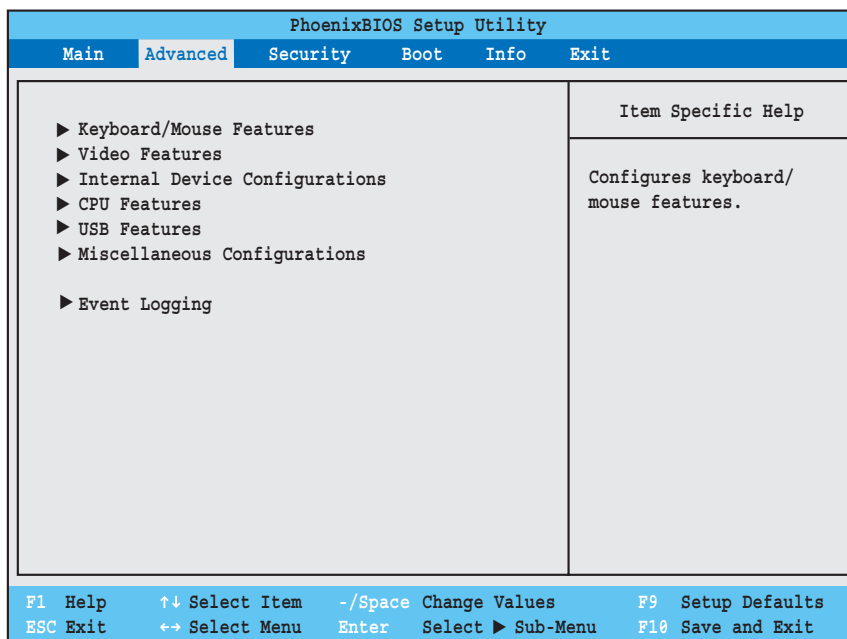 PhoenixBIOS Setup Utility
Main Advanced Security Boot Info Exit
▶ Keyboard/Mouse Features
▶ Video Features
▶ Internal Device Configurations
▶ CPU Features
▶ USB Features
▶ Miscellaneous Configurations
▶ Event Logging
Item Specific Help
Configures keyboard/
mouse features.
F1 Help ↑↓ Select Item -/Space Change Values F9 Setup Defaults
ESC Exit ←→ Select Menu Enter Select ▶ Sub-Menu F10 Save and Exit